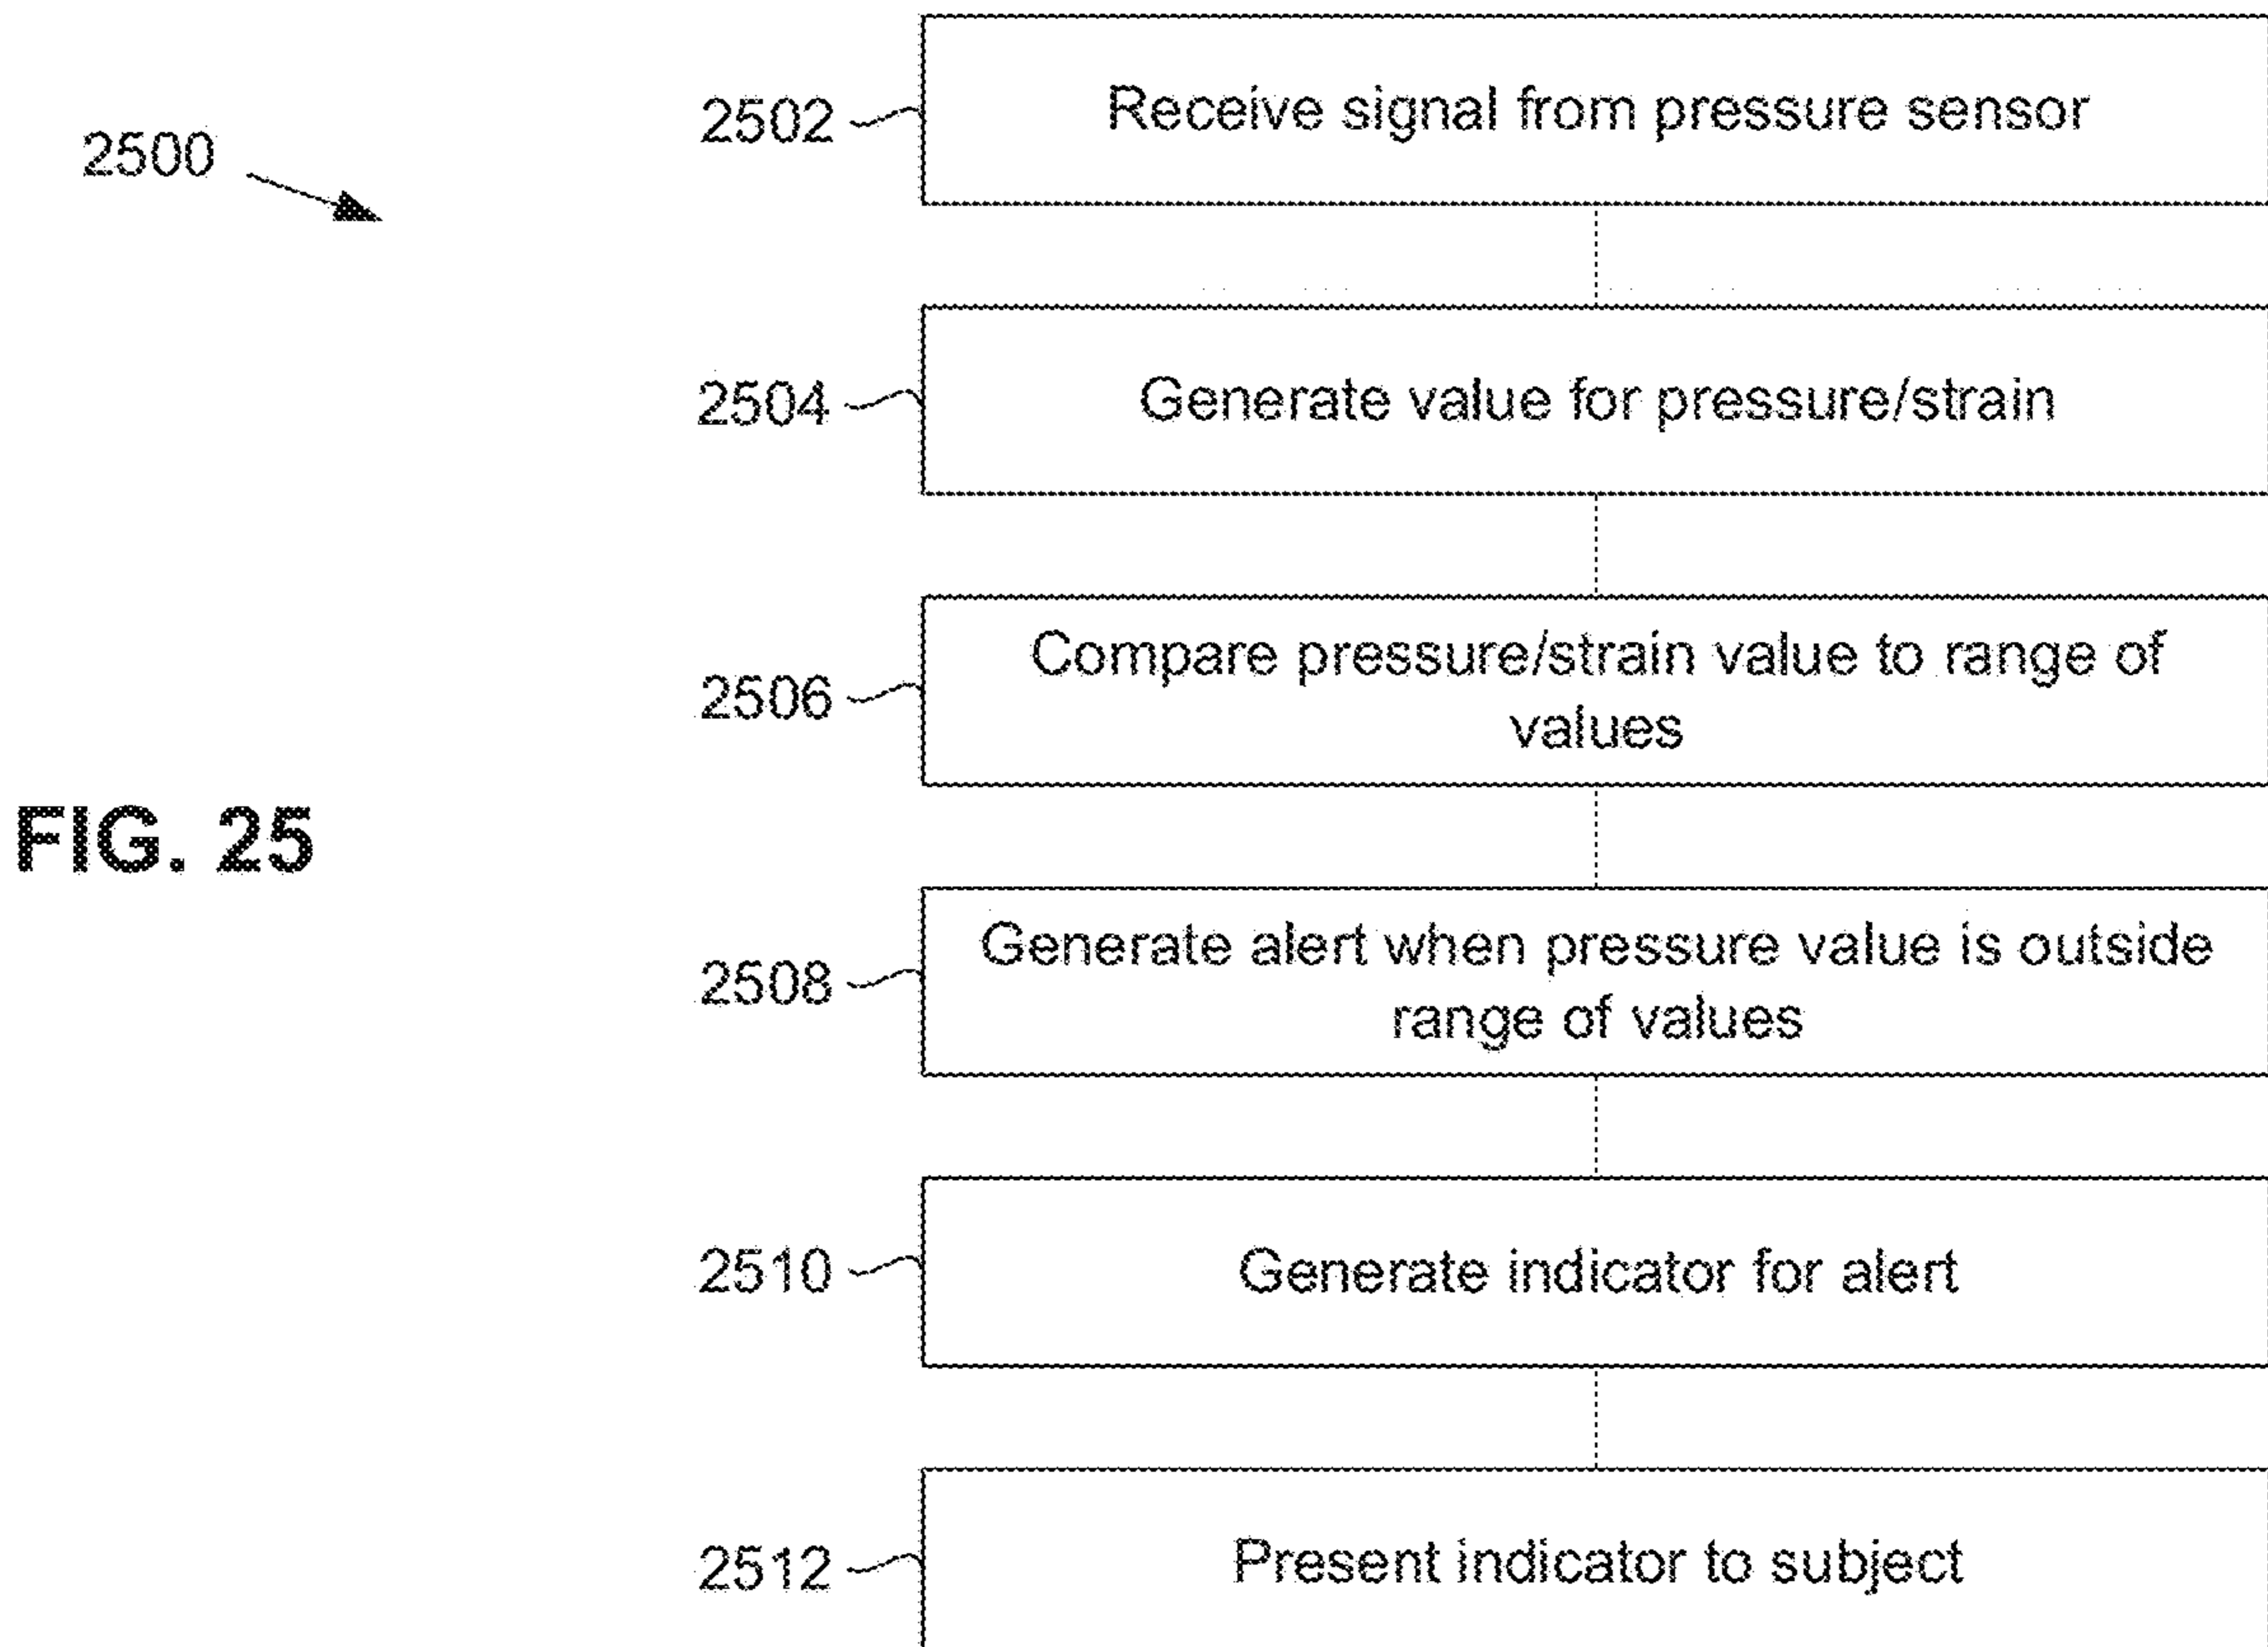 2500
2502
Receive signal from pressure sensor
2504
Generate value for pressure/strain
2506
Compare pressure/strain value to range of
values
FIG. 25
2508
Generate alert when pressure value is outside
range of values
2510
Generate indicator for alert
2512
Present indicator to subject